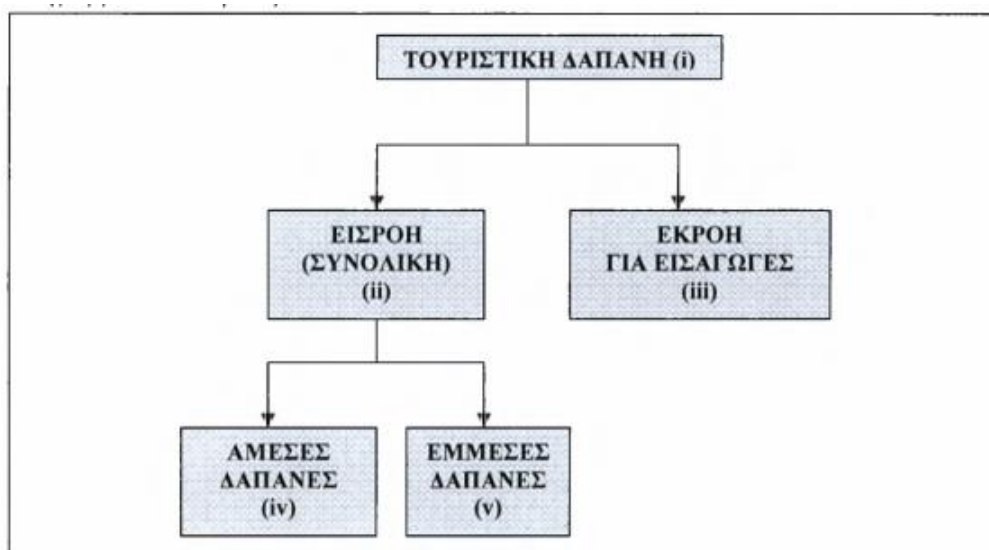 ΤΟΥΡΙΣΤΙΚΗ ΔΑΠΑΝΗ (i)
ΕΙΣΡΟΗ
(ΣΥΝΟΛΙΚΗ)
(ii)
ΕΚΡΟΗ
ΓΙΑ ΕΙΣΑΓΩΓΕΣ
(iii)
ΑΜΕΣΕΣ
ΔΑΠΑΝΕΣ
(iv)
ΕΜΜΕΣΕΣ
ΔΑΠΑΝΕΣ
(v)